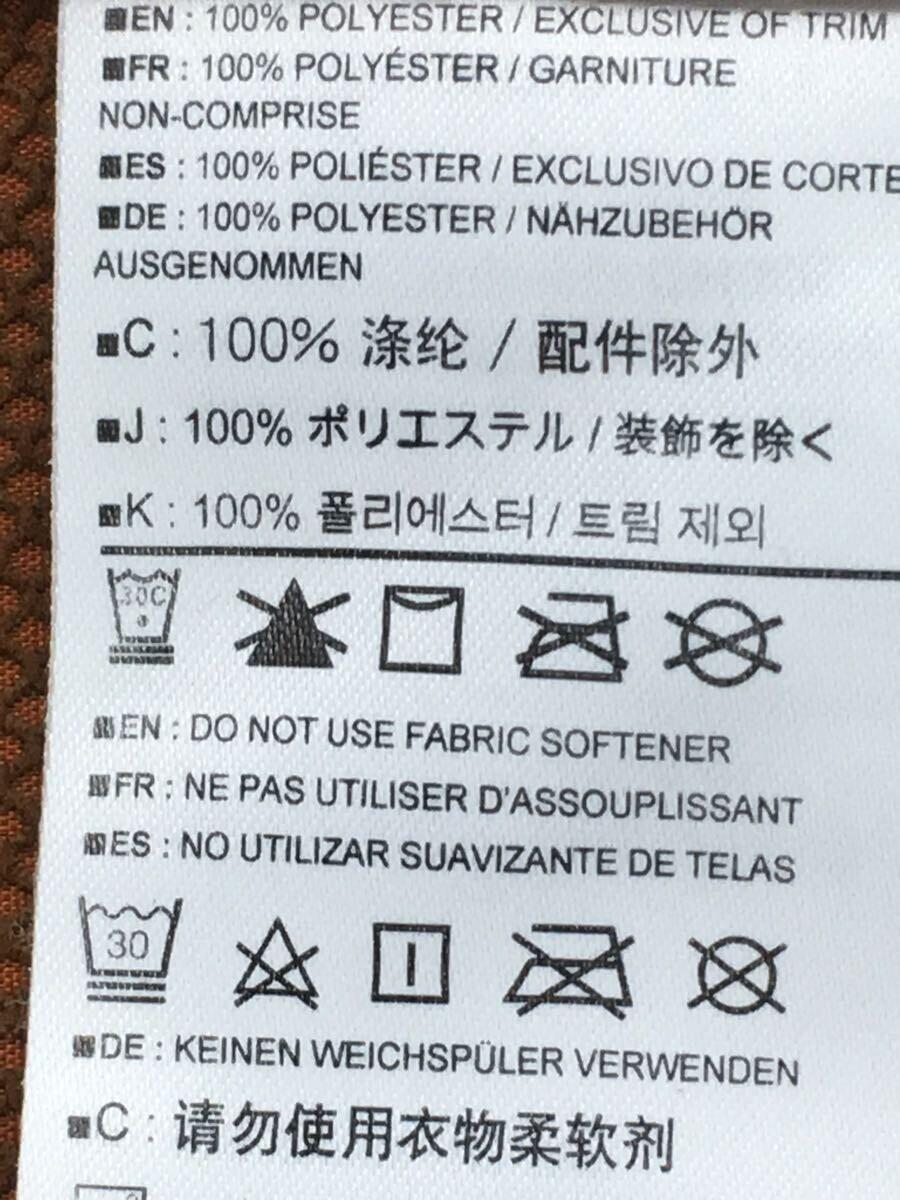 EN : 100% POLYESTER / EXCLUSIVE OF TRIM
FR : 100% POLYÉSTER / GARNITURE
NON-COMPRISE
ES : 100% POLIÉSTER / EXCLUSIVO DE CORTE
DE : 100% POLYESTER / NÄHZUBEHÖR
AUSGENOMMEN
C : 100% 涤纶 / 配件除外
J : 100% ポリエステル / 装飾を除く
K : 100% 폴리에스터 / 트림 제외
30C
EN : DO NOT USE FABRIC SOFTENER
FR : NE PAS UTILISER D'ASSOUPLISSANT
ES : NO UTILIZAR SUAVIZANTE DE TELAS
30
DE : KEINEN WEICHSPÜLER VERWENDEN
C : 请勿使用衣物柔软剂